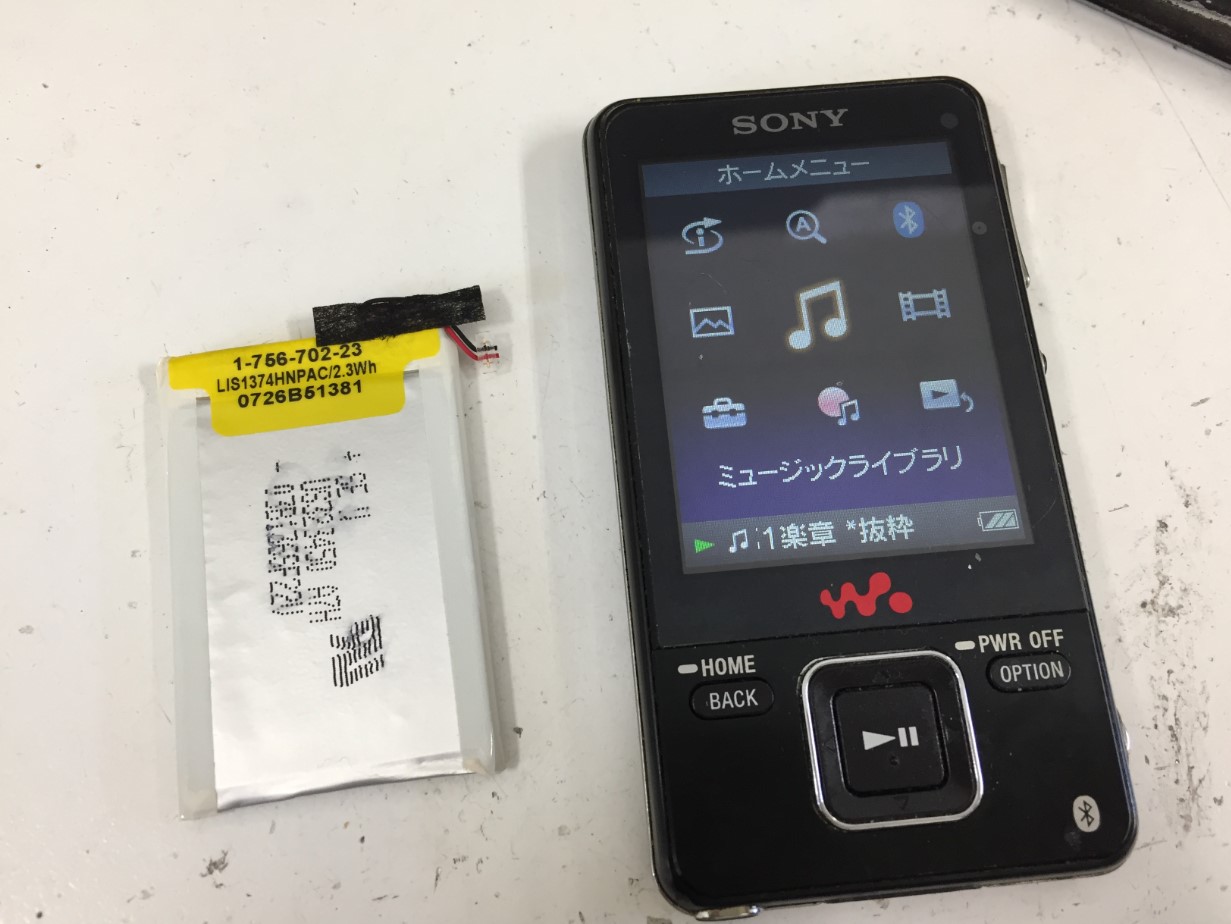 1-756-702-23
LIS1374HNPAC/2.3Wh
0726B51381
SONY
ホームメニュー
A
ミュージックライブラリ
1楽章 *抜粋
HOME
BACK
PWR OFF
OPTION